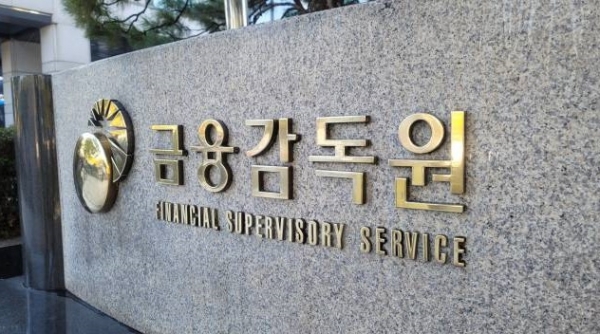 금융감독원
FINANCIAL SUPERVISORY SERVICE